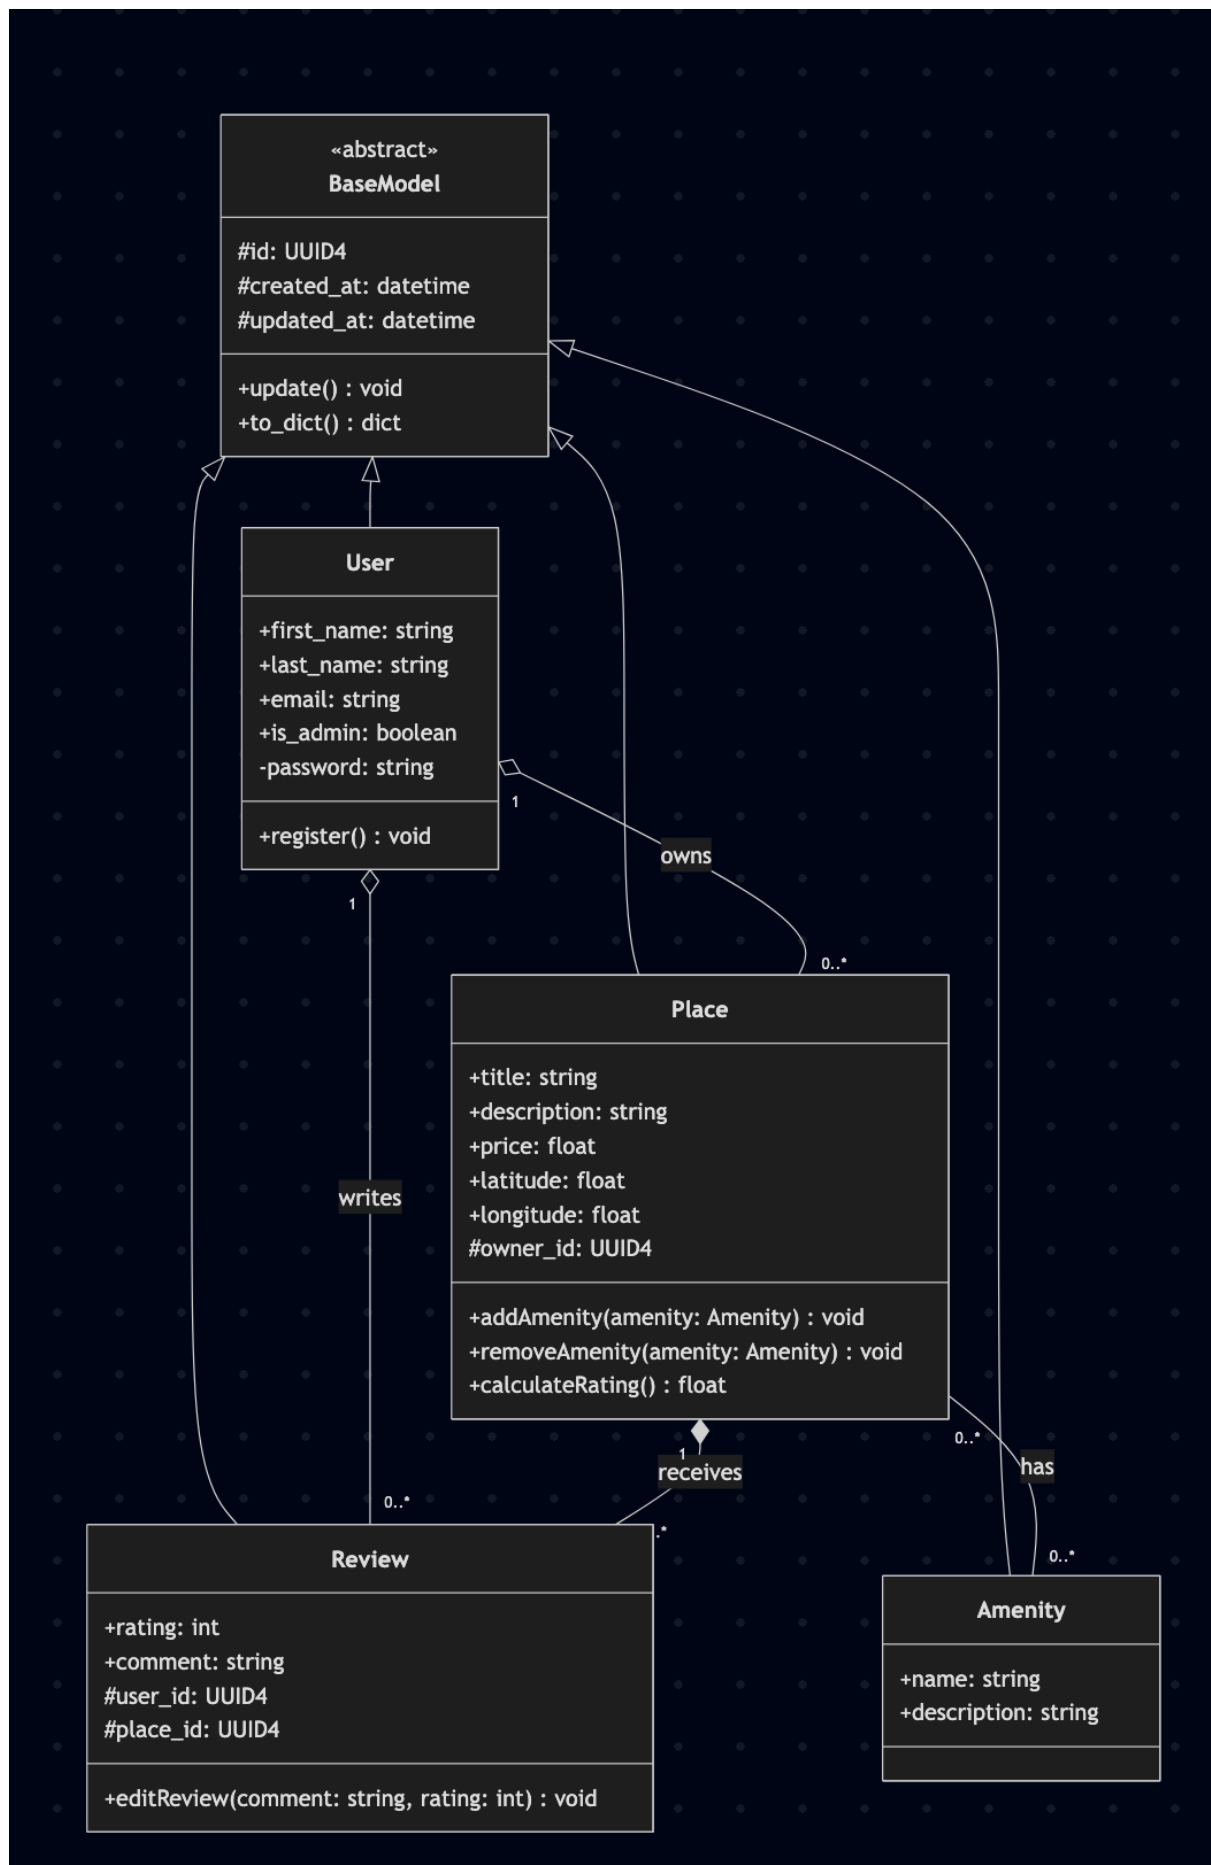 «abstract»
BaseModel
#id: UUID4
#created_at: datetime
#updated_at: datetime
+update() : void
+to_dict() : dict
User
+first_name: string
+last_name: string
+email: string
+is_admin: boolean
-password: string
+register() : void
1
owns
0..*
1
writes
0..*
Place
+title: string
+description: string
+price: float
+latitude: float
+longitude: float
#owner_id: UUID4
+addAmenity(amenity: Amenity) : void
+removeAmenity(amenity: Amenity) : void
+calculateRating() : float
1
receives
.*
0..*
has
0..*
Review
+rating: int
+comment: string
#user_id: UUID4
#place_id: UUID4
+editReview(comment: string, rating: int) : void
Amenity
+name: string
+description: string